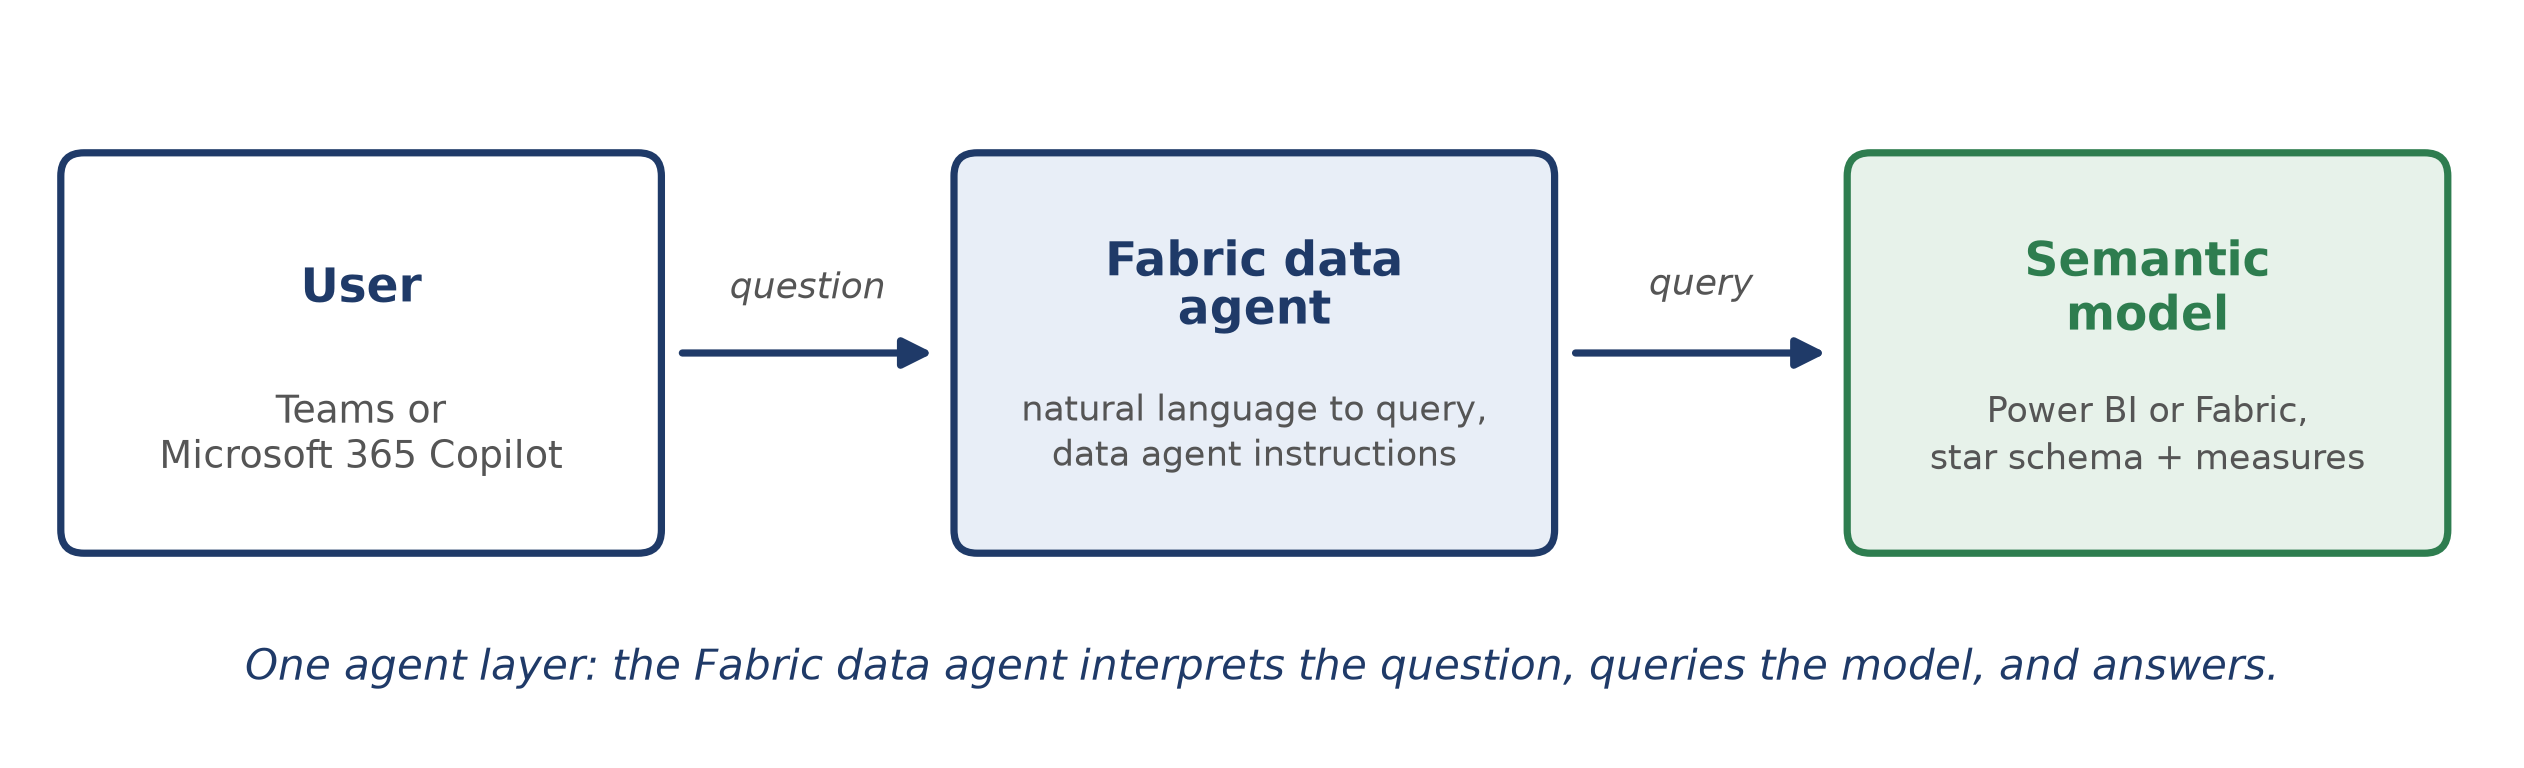 User
Teams or
Microsoft 365 Copilot
question
Fabric data
agent
natural language to query,
data agent instructions
query
Semantic
model
Power BI or Fabric,
star schema + measures
One agent layer: the Fabric data agent interprets the question, queries the model, and answers.